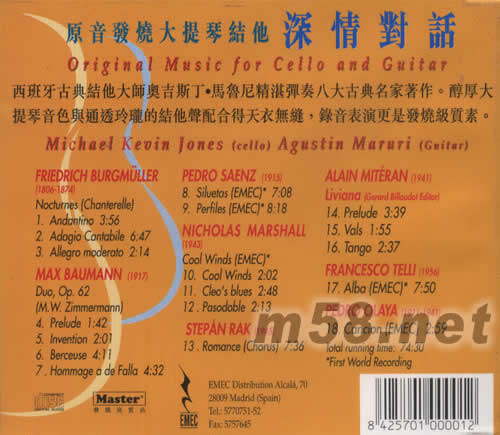 原音發燒大提琴結他 深情對話
Original Music for Cello and Guitar
西班牙古典結他大師奧吉斯丁·馬魯尼精湛彈奏八大古典名家著作。醇厚大
提琴音色與通透玲瓏的結他聲配合得天衣無縫，錄音表演更是發燒級質素。
Michael Kevin Jones (cello) Agustin Maruri (Guitar)
FRIEDRICH BURGMÜLLER
(1806-1874)
Nocturnes (Chanterelle)
1. Andantino 3:56
2. Adagio Cantabile 6:47
3. Allegro moderato 2:14
MAX BAUMANN (1917)
Duo, Op. 62
(M.W. Zimmermann)
4. Prelude 1:42
5. Invention 2:01
6. Berceuse 4:11
7. Hommage a de Falla 4:32
PEDRO SAENZ (1915)
8. Siluetas (EMEC)* 7:08
9. Perfiles (EMEC)* 8:18
NICHOLAS MARSHALL
(1943)
Cool Winds (EMEC)*
10. Cool Winds 2:02
11. Cleo's blues 2:48
12. Pasodoble 2:13
STEPÁN RAK
13. Romance (Chorus) 7:36
ALAIN MITÉRAN (1941)
Liviana (Gerard Billaudot Editor)
14. Prelude 3:39
15. Vals 1:55
16. Tango 2:37
FRANCESCO TELLI (1956)
17. Alba (EMEC)* 7:50
PEDRO OLAYA
18. Cancion (EMEC) 2:59
Total running time: 74:30
*First World Recording
m58.net
COMPACT
disc
DIGITAL AUDIO
Master
EMEC
EMEC Distribution Alcalá, 70
28009 Madrid (Spain)
Tel.: 5770751-52
Fax: 5757645
8 425701 000012